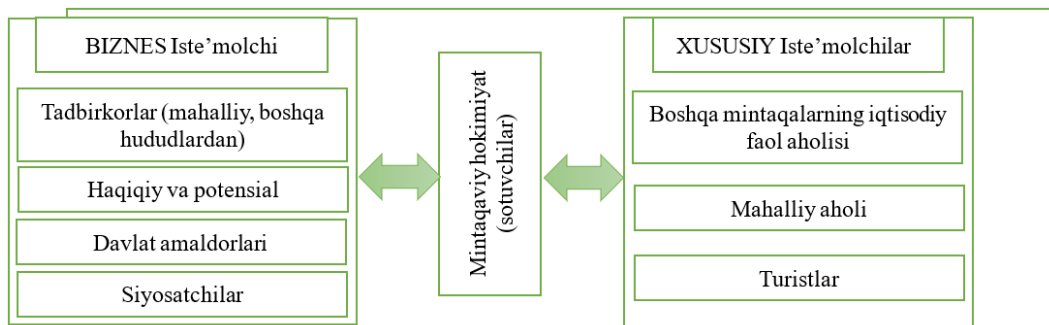 BIZNES Iste’molchi
Tadbirkorlar (mahalliy, boshqa
hududlardan)
Haqiqiy va potensial
Davlat amaldorlari
Siyosatchilar
Mintaqaviy hokimiyat
(sotuvchilar)
XUSUSIY Iste’molchilar
Boshqa mintaqalarning iqtisodiy
faol aholisi
Mahalliy aholi
Turistlar